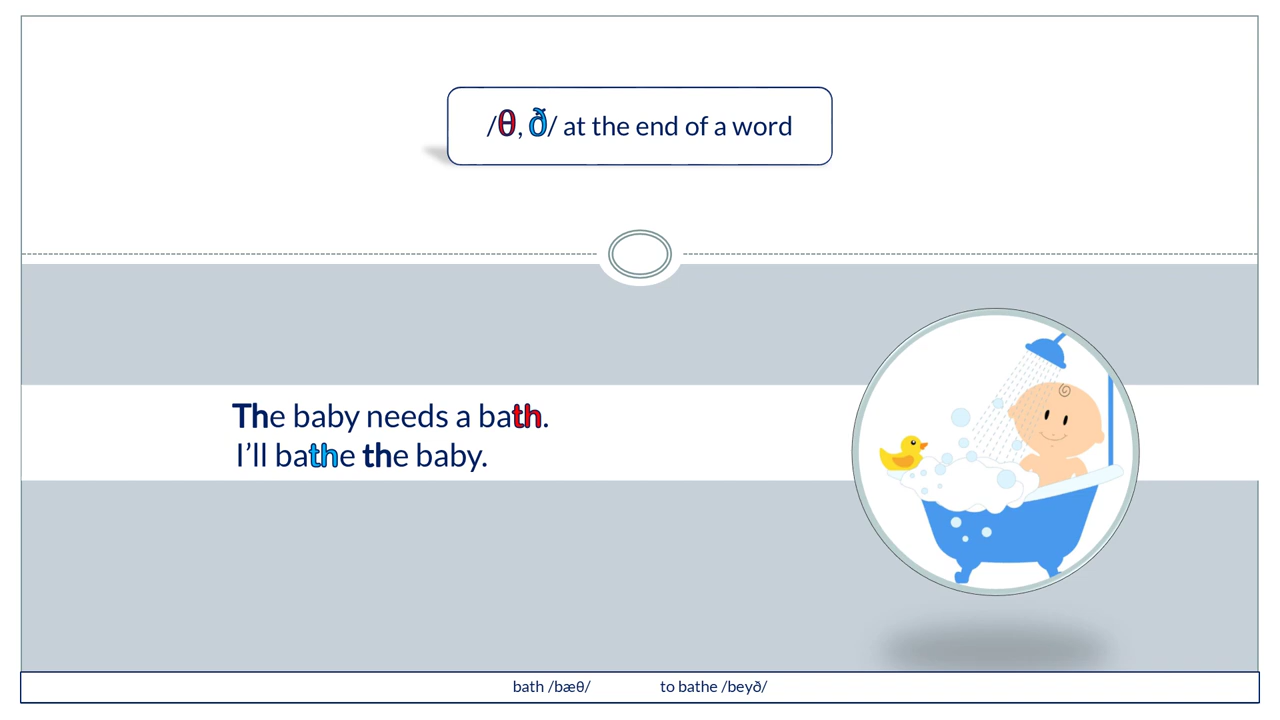 /θ, ð/ at the end of a word
The baby needs a bath.
I’ll bathe the baby.
bath /bæθ/ to bathe /beyð/